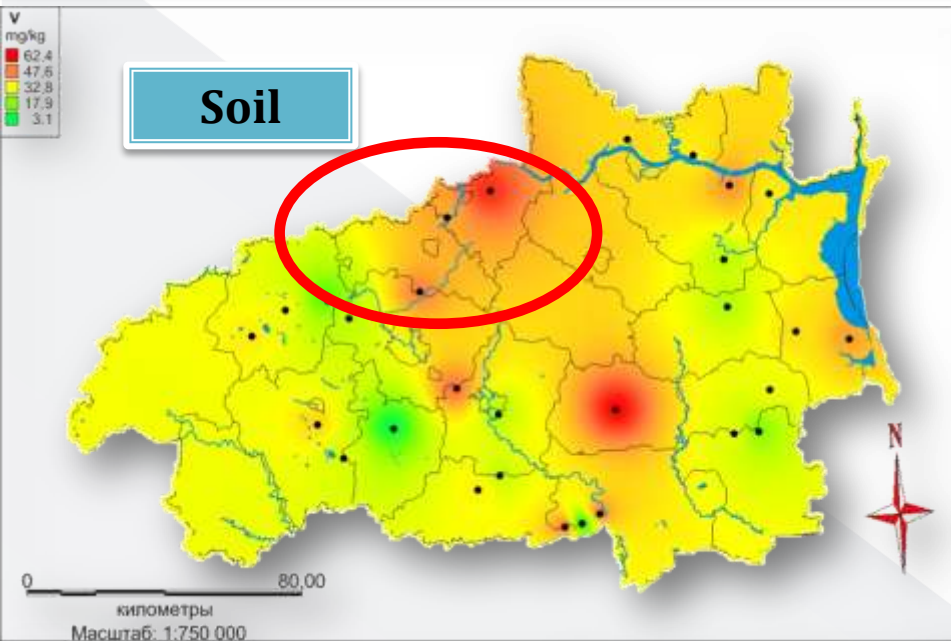 V
mg/kg
62,4
47,6
32,8
17,9
3.1
Soil
N
0 80,00
километры
Масштаб: 1:750 000